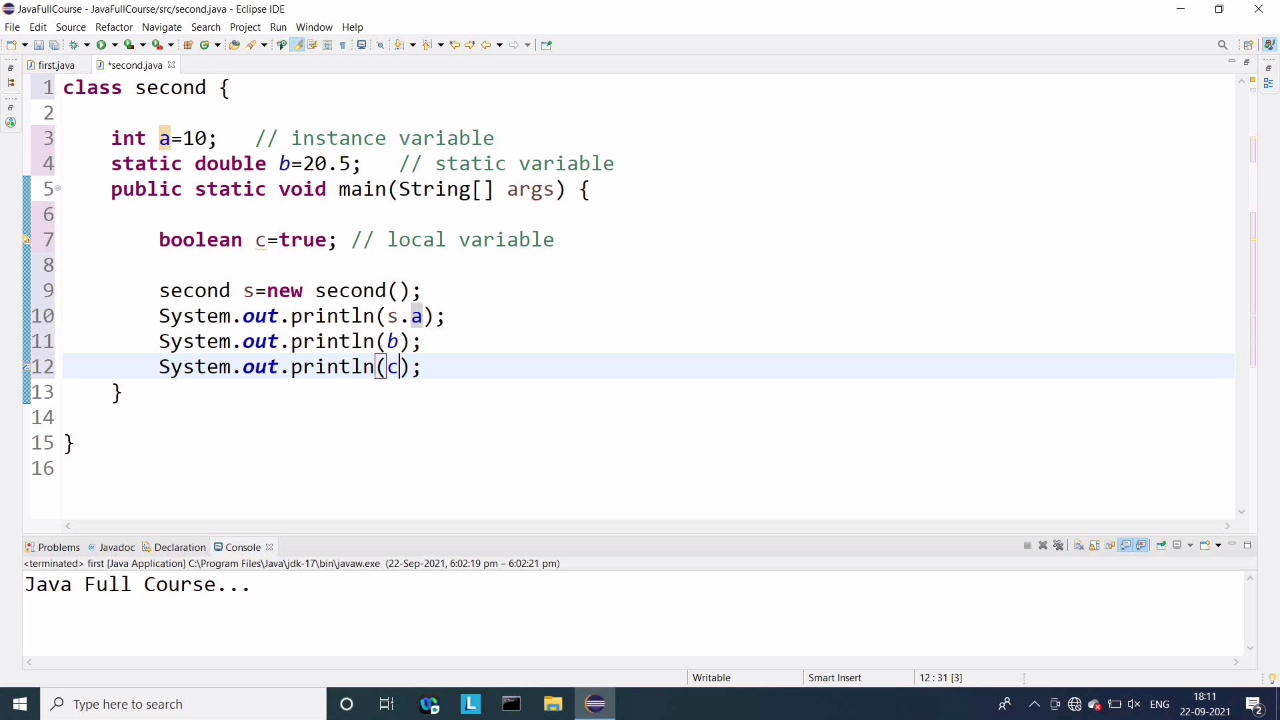 JavaFullCourse - JavaFullCourse/src/second.java - Eclipse IDE
File Edit Source Refactor Navigate Search Project Run Window Help
first.java *second.java
1 class second {
2
3 int a=10; // instance variable
4 static double b=20.5; // static variable
5 public static void main(String[] args) {
6
7 boolean c=true; // local variable
8
9 second s=new second();
10 System.out.println(s.a);
11 System.out.println(b);
12 System.out.println(c);
13 }
14
15 }
16
Problems Javadoc Declaration Console
<terminated> first [Java Application] C:\Program Files\Java\jdk-17\bin\javaw.exe (22-Sep-2021, 6:02:19 pm – 6:02:21 pm)
Java Full Course...
Writable Smart Insert 12 : 31 [3]
Type here to search L ENG 18:11
22-09-2021 2